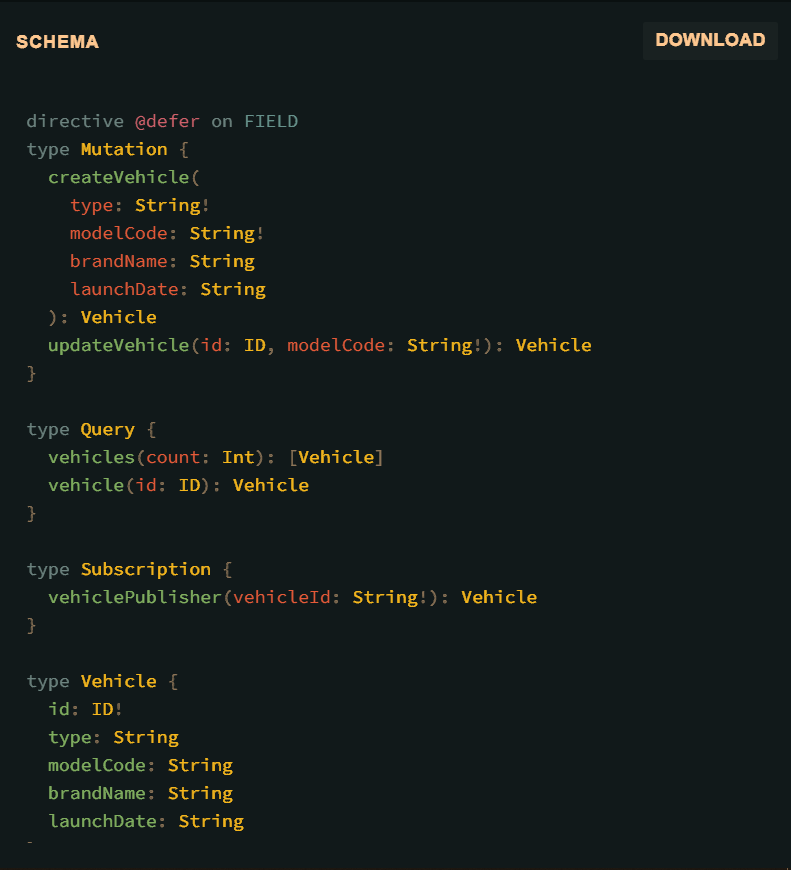 SCHEMA
DOWNLOAD
directive @defer on FIELD
type Mutation {
  createVehicle(
    type: String!
    modelCode: String!
    brandName: String
    launchDate: String
  ): Vehicle
  updateVehicle(id: ID, modelCode: String!): Vehicle
}
type Query {
  vehicles(count: Int): [Vehicle]
  vehicle(id: ID): Vehicle
}
type Subscription {
  vehiclePublisher(vehicleId: String!): Vehicle
}
type Vehicle {
  id: ID!
  type: String
  modelCode: String
  brandName: String
  launchDate: String